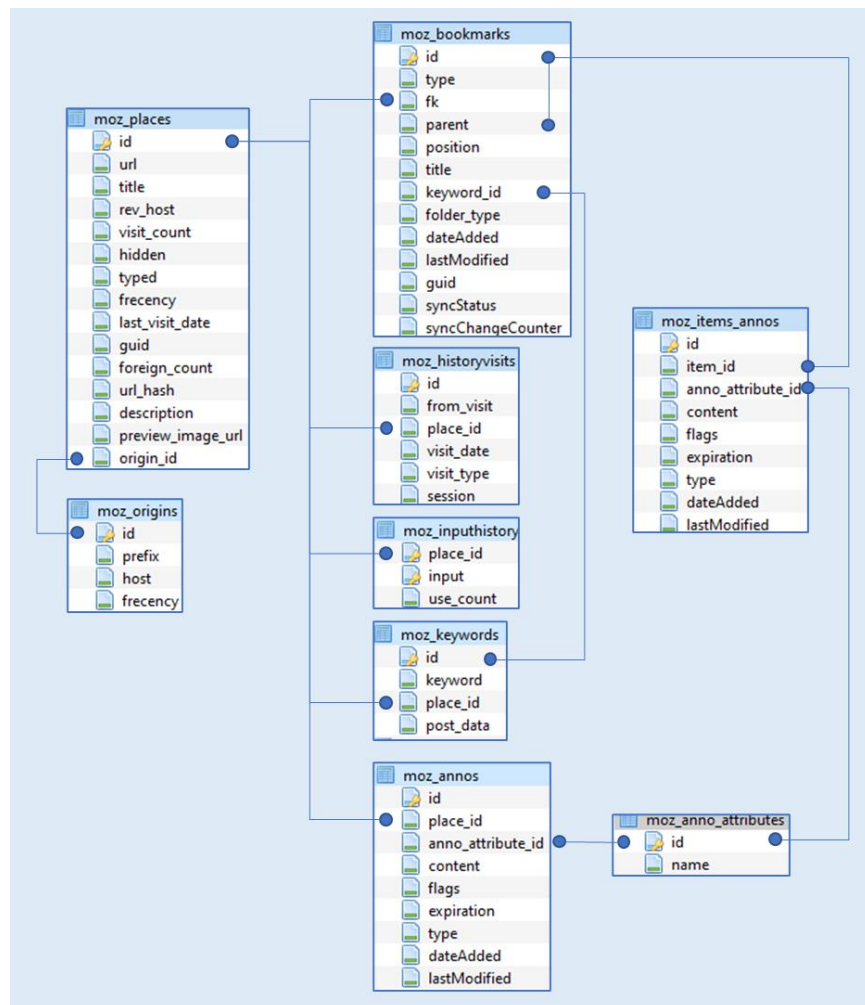 moz_places
id
url
title
rev_host
visit_count
hidden
typed
frecency
last_visit_date
guid
foreign_count
url_hash
description
preview_image_url
origin_id
moz_origins
id
prefix
host
frecency
moz_bookmarks
id
type
fk
parent
position
title
keyword_id
folder_type
dateAdded
lastModified
guid
syncStatus
syncChangeCounter
moz_historyvisits
id
from_visit
place_id
visit_date
visit_type
session
moz_inputhistory
place_id
input
use_count
moz_keywords
id
keyword
place_id
post_data
moz_annos
id
place_id
anno_attribute_id
content
flags
expiration
type
dateAdded
lastModified
moz_items_annos
id
item_id
anno_attribute_id
content
flags
expiration
type
dateAdded
lastModified
moz_anno_attributes
id
name